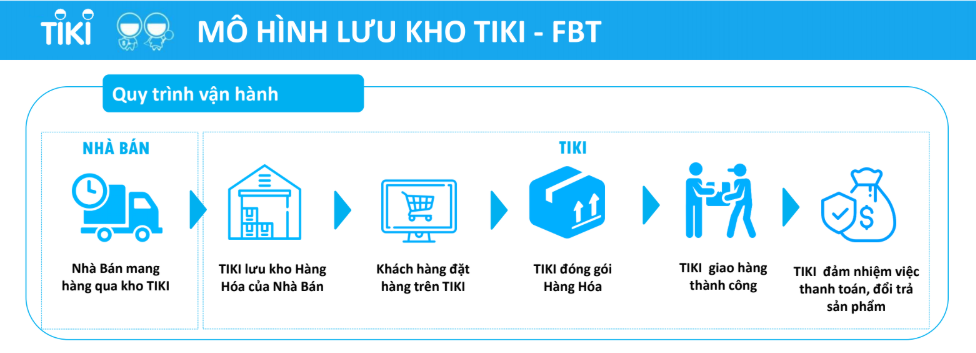 TIKI
MÔ HÌNH LƯU KHO TIKI - FBT
Quy trình vận hành
NHÀ BÁN
TIKI
Nhà Bán mang
hàng qua kho TIKI
TIKI lưu kho Hàng
Hóa của Nhà Bán
Khách hàng đặt
hàng trên TIKI
TIKI đóng gói
Hàng Hóa
TIKI giao hàng
thành công
$
TIKI đảm nhiệm việc
thanh toán, đổi trả
sản phẩm